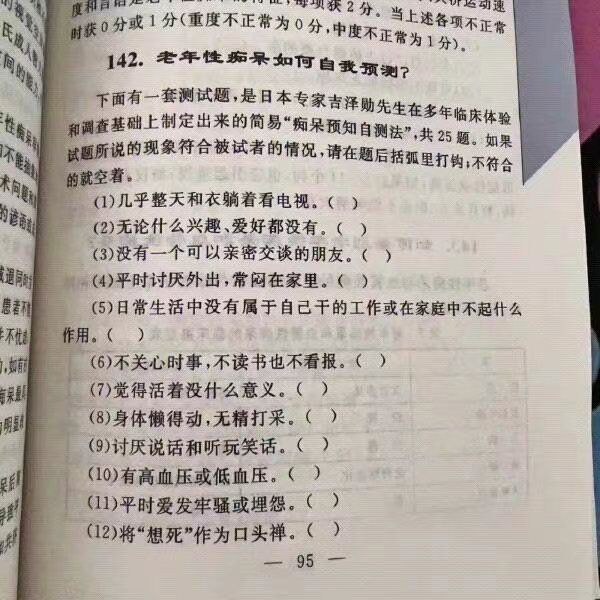 度和言语是
每项获2分。当上述各项不正常
时获0分或1分(重度不正常为0分,中度不正常为1分)。
142. 老年性痴呆如何自我预测?
下面有一套测试题,是日本专家吉泽勋先生在多年临床体验
和调查基础上制定出来的简易“痴呆预知自测法”,共25题。如果
试题所说的现象符合被试者的情况,请在题后括弧里打钩;不符合
的就空着。
(1)几乎整天和衣躺着看电视。( )
(2)无论什么兴趣、爱好都没有。( )
(3)没有一个可以亲密交谈的朋友。( )
(4)平时讨厌外出,常闷在家里。( )
(5)日常生活中没有属于自己干的工作或在家庭中不起什么
作用。( )
(6)不关心时事,不读书也不看报。( )
(7)觉得活着没什么意义。( )
(8)身体懒得动,无精打采。( )
(9)讨厌说话和听玩笑话。( )
(10)有高血压或低血压。( )
(11)平时爱发牢骚或埋怨。( )
(12)将“想死”作为口头禅。( )
— 95 —